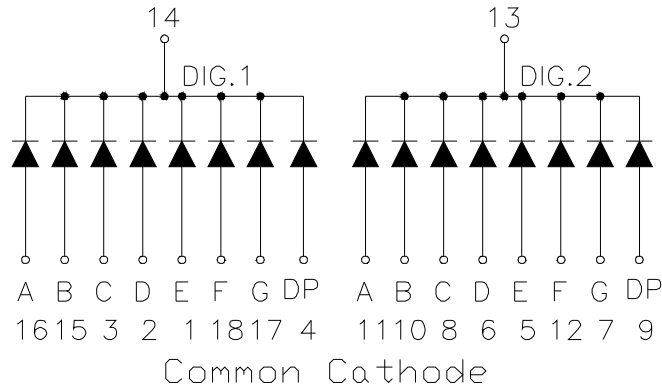 14 13
DIG.1 DIG.2
A B C D E F G DP A B C D E F G DP
16 15 3 2 1 18 17 4 11 10 8 6 5 12 7 9
Common Cathode